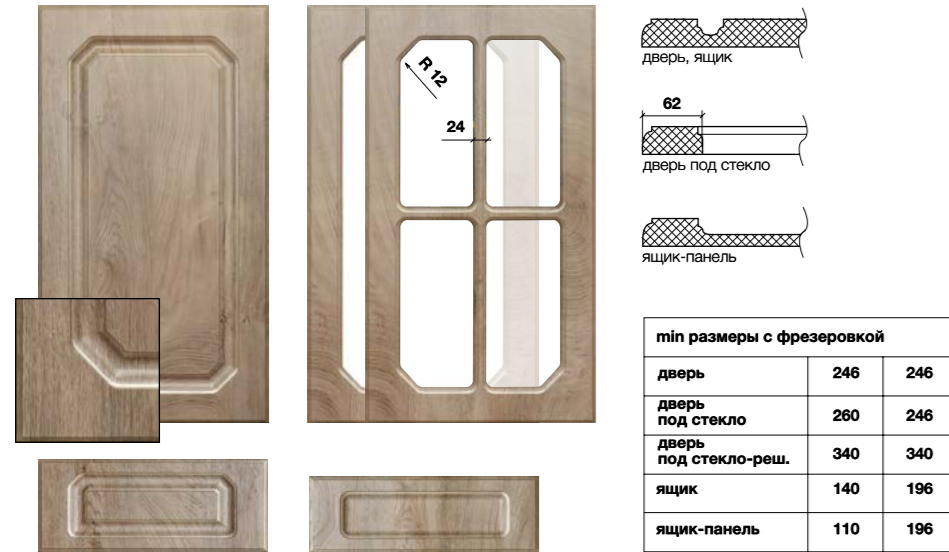 R 12
24
дверь, ящик
62
дверь под стекло
ящик-панель
min размеры с фрезеровкой
дверь 246 246
дверь
под стекло 260 246
дверь
под стекло-реш. 340 340
ящик 140 196
ящик-панель 110 196